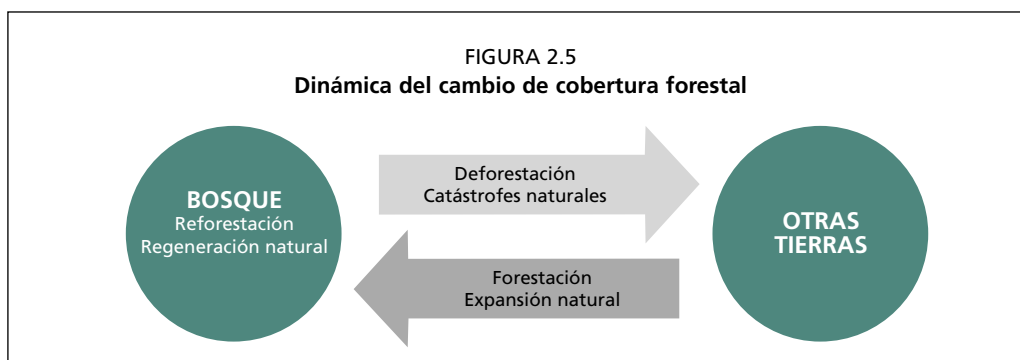 FIGURA 2.5
Dinámica del cambio de cobertura forestal
BOSQUE
Reforestación
Regeneración natural
Deforestación
Catástrofes naturales
Forestación
Expansión natural
OTRAS
TIERRAS